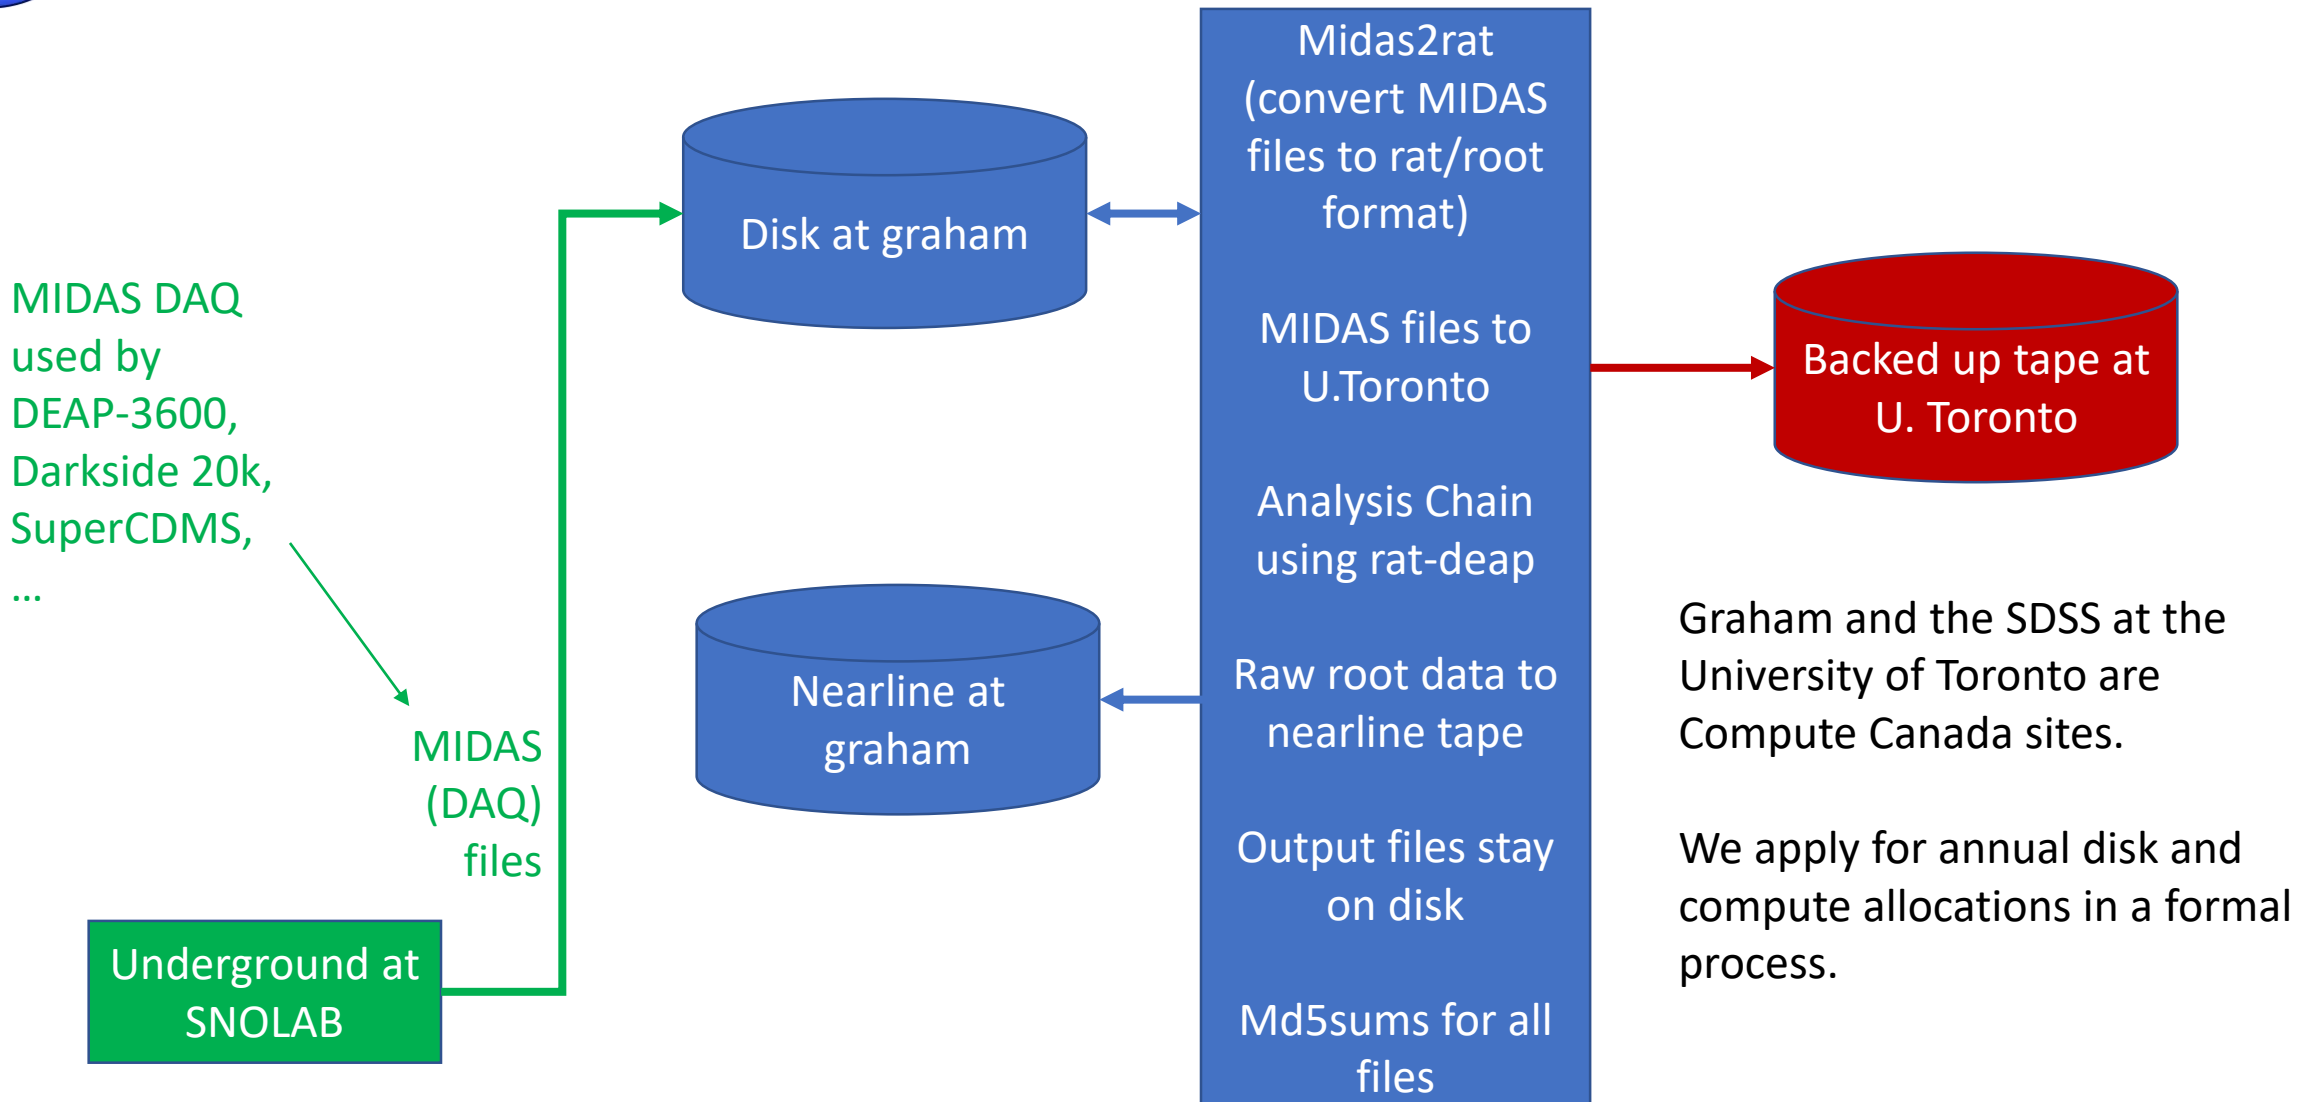 MIDAS DAQ
used by
DEAP-3600,
Darkside 20k,
SuperCDMS,
...
MIDAS
(DAQ)
files
Underground at
SNOLAB
Disk at graham
Nearline at
graham
Midas2rat
(convert MIDAS
files to rat/root
format)
MIDAS files to
U.Toronto
Analysis Chain
using rat-deap
Raw root data to
nearline tape
Output files stay
on disk
Md5sums for all
files
Backed up tape at
U. Toronto
Graham and the SDSS at the
University of Toronto are
Compute Canada sites.
We apply for annual disk and
compute allocations in a formal
process.